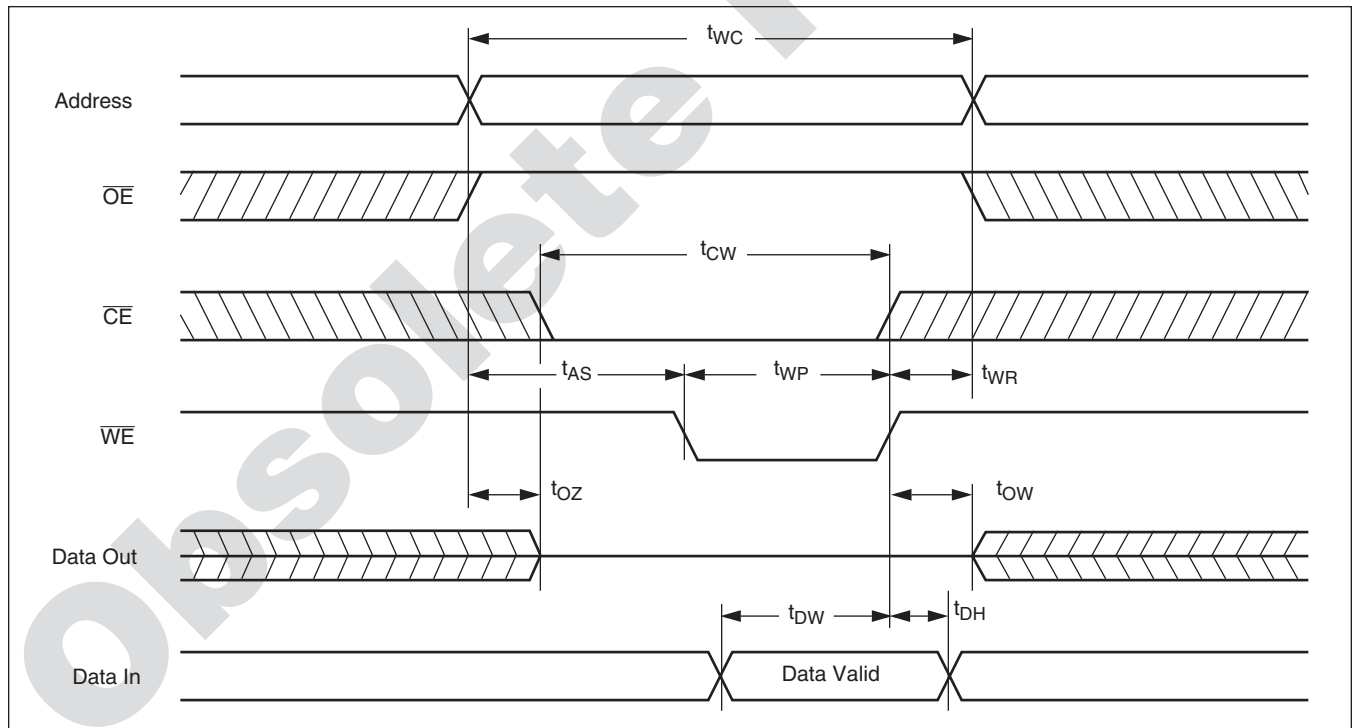 tWC
Address
OE
tCW
CE
tAS
tWP
tWR
WE
tOZ
tOW
Data Out
tDW
tDH
Data In
Data Valid
Obsolete